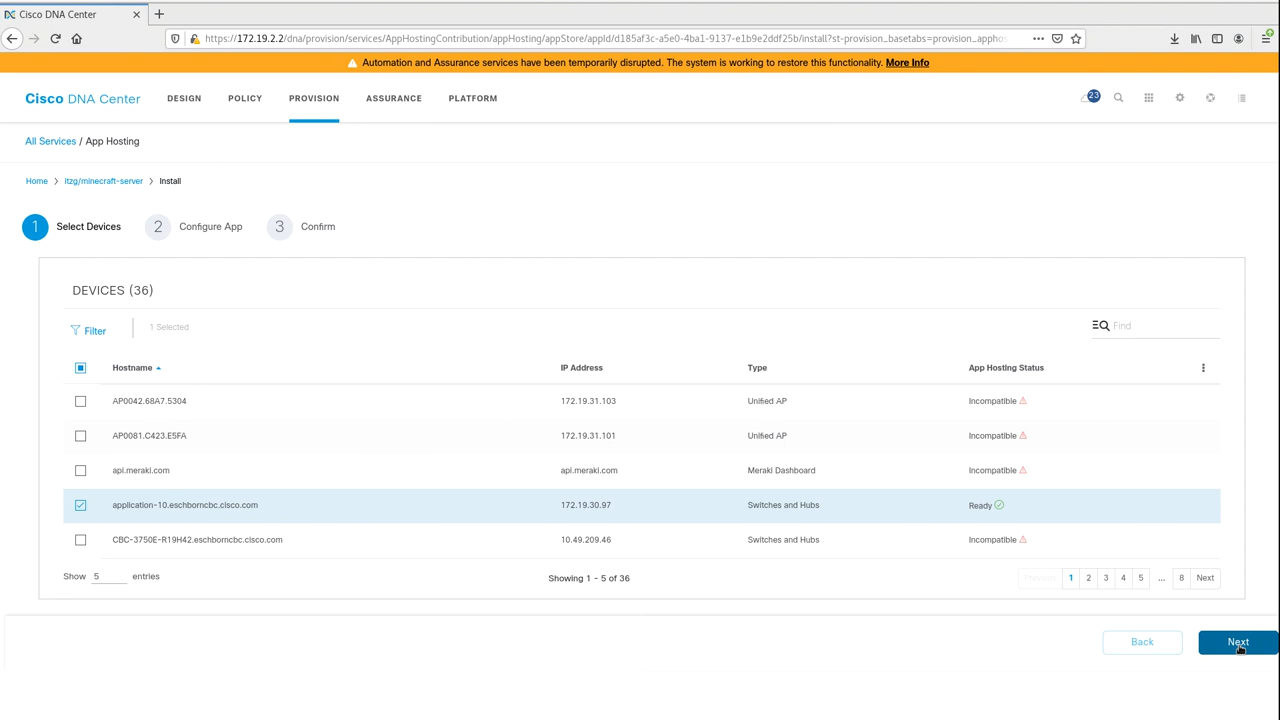 Cisco DNA Center
https://172.19.2.2/dna/provision/services/AppHostingContribution/appHosting/appStore/appId/d185af3c-a5e0-4ba1-9137-e1b9e2ddf25b/install?st-provision_basetabs=provision_apphos
Automation and Assurance services have been temporarily disrupted. The system is working to restore this functionality. More Info
Cisco DNA Center DESIGN POLICY PROVISION ASSURANCE PLATFORM 23
All Services / App Hosting
Home > itzg/minecraft-server > Install
1 Select Devices 2 Configure App 3 Confirm
DEVICES (36)
Filter 1 Selected Find
Hostname IP Address Type App Hosting Status
AP0042.68A7.5304 172.19.31.103 Unified AP Incompatible
AP0081.C423.E5FA 172.19.31.101 Unified AP Incompatible
api.meraki.com api.meraki.com Meraki Dashboard Incompatible
application-10.eschborncbc.cisco.com 172.19.30.97 Switches and Hubs Ready
CBC-3750E-R19H42.eschborncbc.cisco.com 10.49.209.46 Switches and Hubs Incompatible
Show 5 entries Showing 1 - 5 of 36 Previous 1 2 3 4 5 ... 8 Next
Back Next